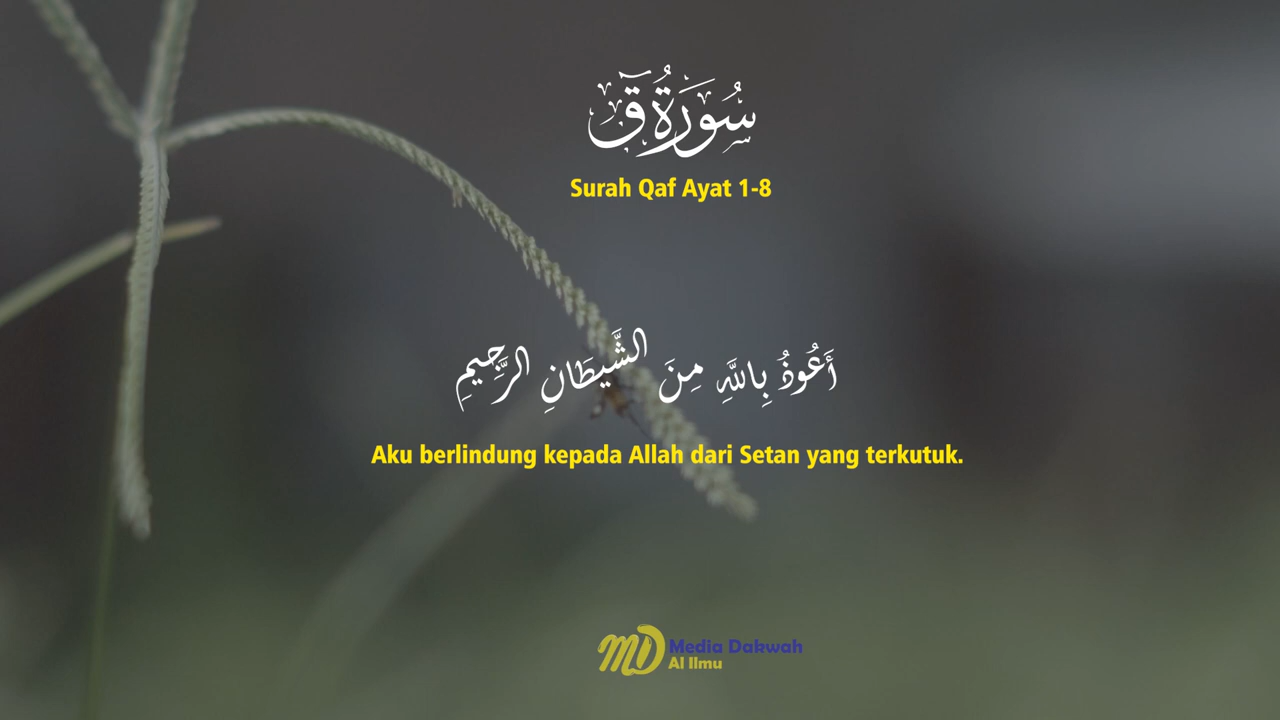 سُورَةُ ق
Surah Qaf Ayat 1-8
أَعُوذُ بِاللَّهِ مِنَ الشَّيْطَانِ الرَّجِيمِ
Aku berlindung kepada Allah dari Setan yang terkutuk.
MD Media Dakwah
Al Ilmu